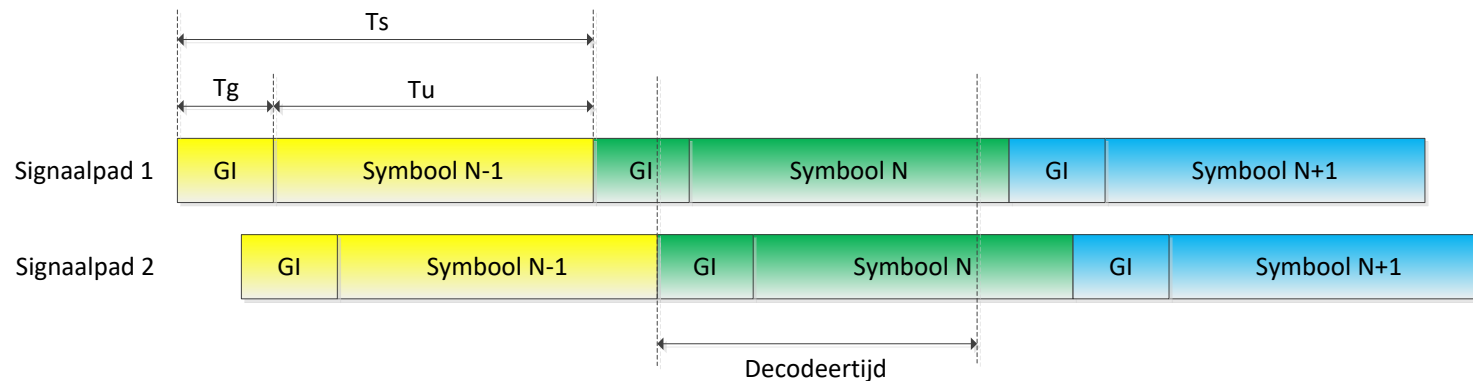 Ts
Tg Tu
Signaalpad 1 GI Symbool N-1 GI Symbool N GI Symbool N+1
Signaalpad 2 GI Symbool N-1 GI Symbool N GI Symbool N+1
Decodeertijd